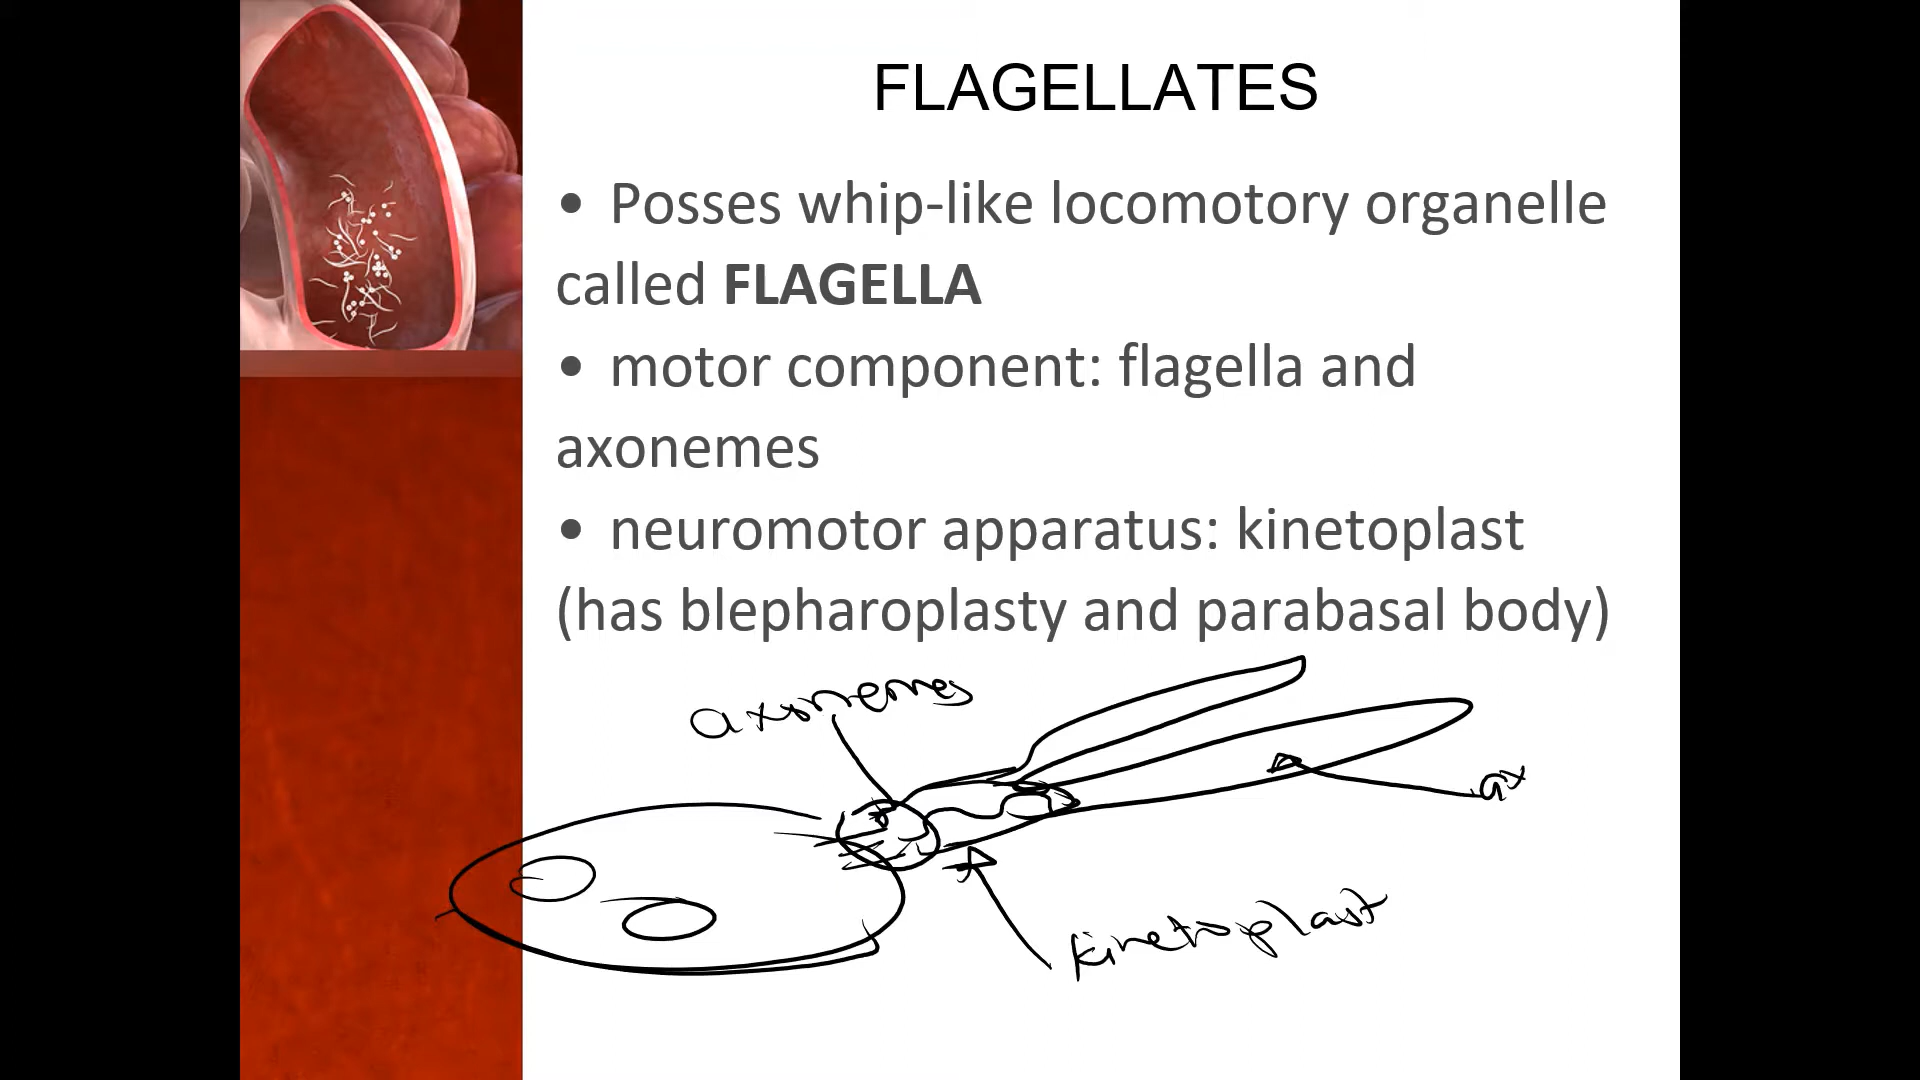 FLAGELLATES
• Posses whip-like locomotory organelle
called FLAGELLA
• motor component: flagella and
axonemes
• neuromotor apparatus: kinetoplast
(has blepharoplasty and parabasal body)
axonemes
ax
kinetoplast